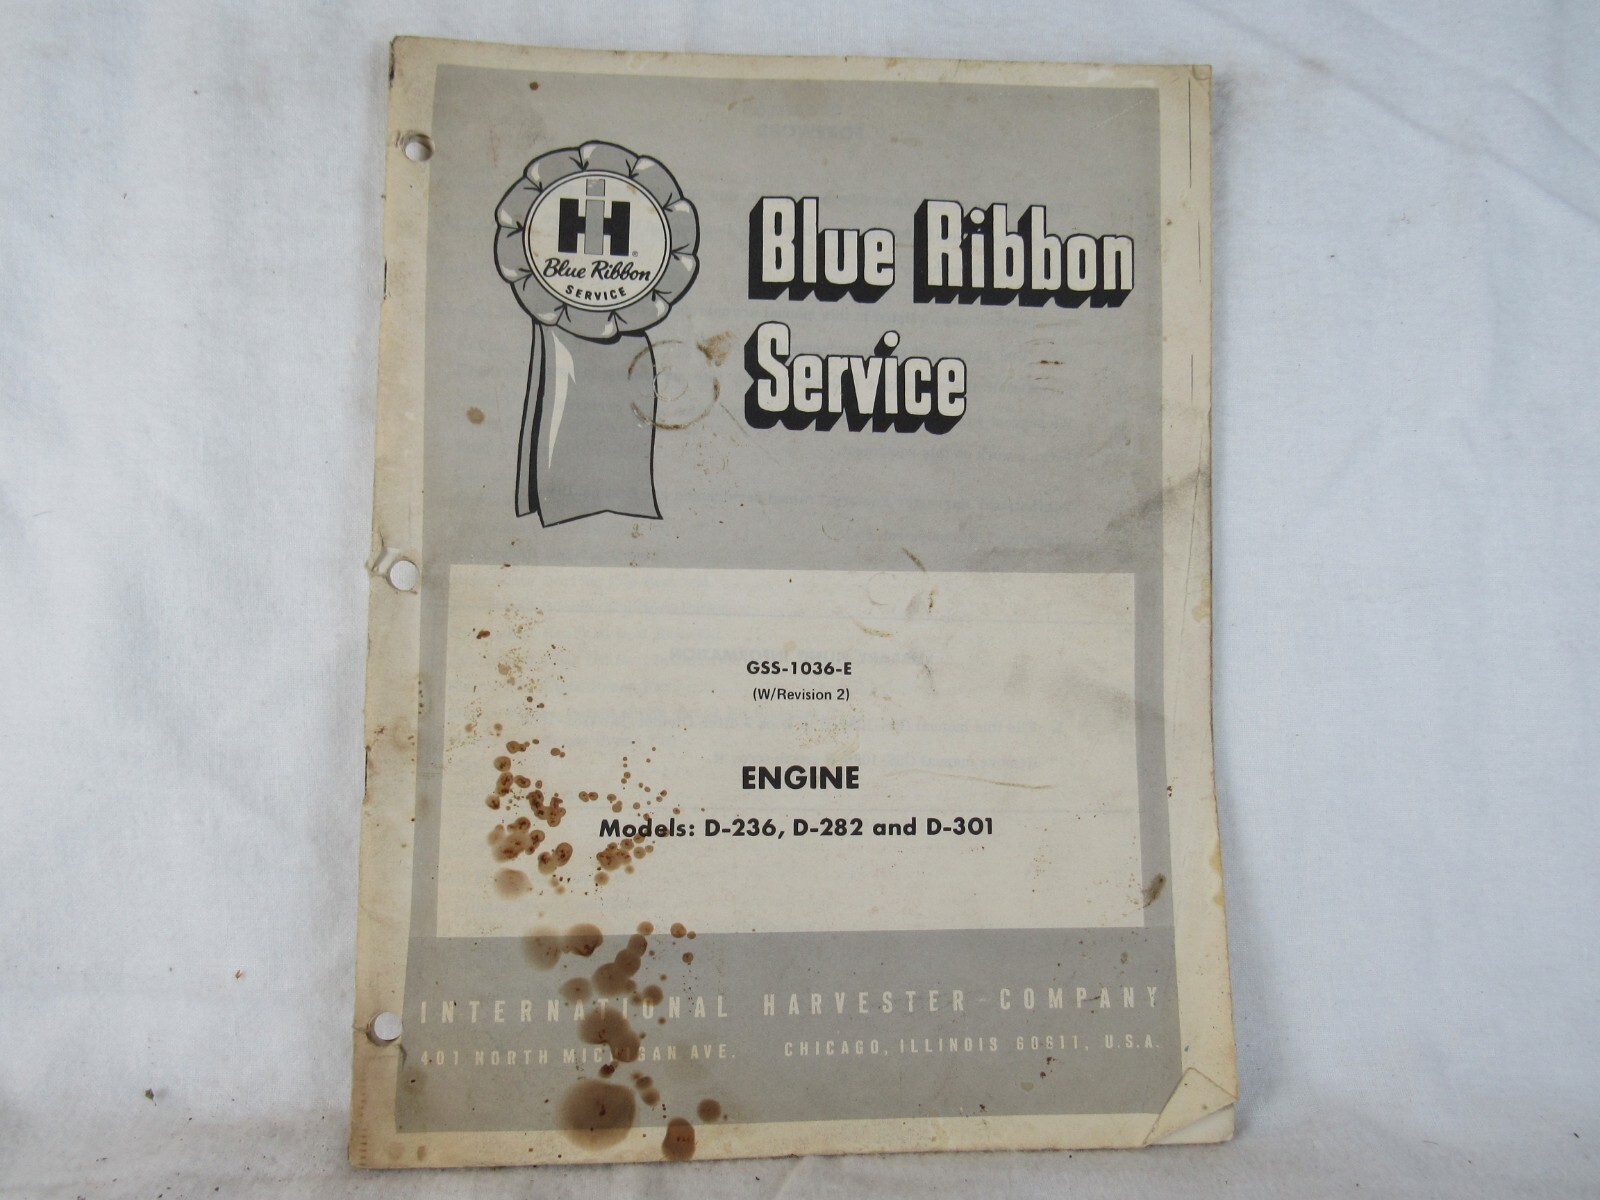 IH
®
Blue Ribbon
SERVICE
Blue Ribbon
Service
GSS-1036-E
(W/Revision 2)
ENGINE
Models: D-236, D-282 and D-301
INTERNATIONAL HARVESTER COMPANY
401 NORTH MICHIGAN AVE. CHICAGO, ILLINOIS 60611, U.S.A.